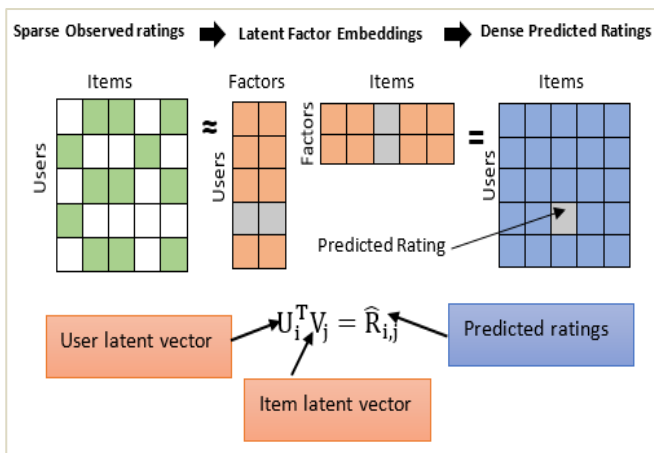 Sparse Observed ratings Latent Factor Embeddings Dense Predicted Ratings
Items Factors Items Items
Users ≈ Users Factors = Users
Predicted Rating
User latent vector
U_i^T V_j = R̂_{i,j}
Predicted ratings
Item latent vector